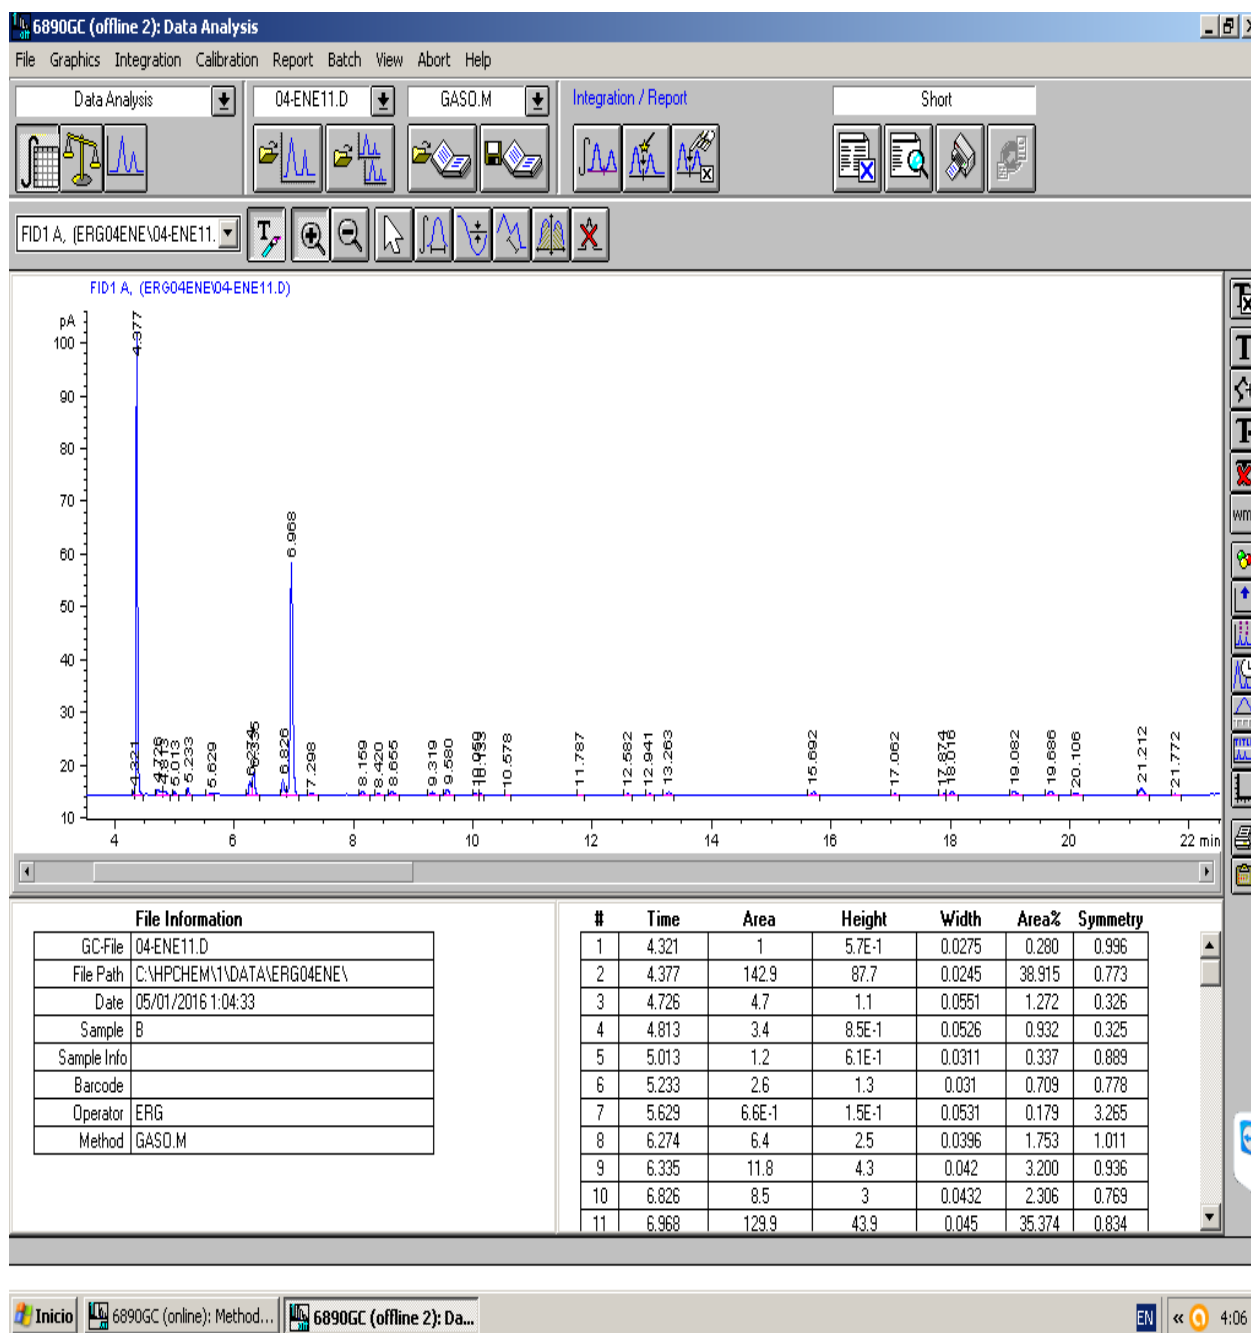 6890GC (offline 2): Data Analysis
File Graphics Integration Calibration Report Batch View Abort Help
Data Analysis 04-ENE11.D GASO.M Integration / Report Short
FID1 A, (ERG04ENE\04-ENE11.
FID1 A, (ERG04ENE\04-ENE11.D)
pA
100
90
80
70
60
50
40
30
20
10
4.321
4.377
4.726
4.813
5.013
5.233
5.629
6.274
6.335
6.826
6.968
7.298
8.159
8.420
8.655
9.319
9.580
10.133
10.578
11.787
12.582
12.941
13.263
15.692
17.062
17.874
18.016
19.082
19.686
20.106
21.212
21.772
4 6 8 10 12 14 16 18 20 22 min
File Information
GC-File 04-ENE11.D
File Path C:\HPCHEM\1\DATA\ERG04ENE\
Date 05/01/2016 1:04:33
Sample B
Sample Info
Barcode
Operator ERG
Method GASO.M
# Time Area Height Width Area% Symmetry
1 4.321 1 5.7E-1 0.0275 0.280 0.996
2 4.377 142.9 87.7 0.0245 38.915 0.773
3 4.726 4.7 1.1 0.0551 1.272 0.326
4 4.813 3.4 8.5E-1 0.0526 0.932 0.325
5 5.013 1.2 6.1E-1 0.0311 0.337 0.889
6 5.233 2.6 1.3 0.031 0.709 0.778
7 5.629 6.6E-1 1.5E-1 0.0531 0.179 3.265
8 6.274 6.4 2.5 0.0396 1.753 1.011
9 6.335 11.8 4.3 0.042 3.200 0.936
10 6.826 8.5 3 0.0432 2.306 0.769
11 6.968 129.9 43.9 0.045 35.374 0.834
Inicio 6890GC (online): Method... 6890GC (offline 2): Da... EN « 4:06